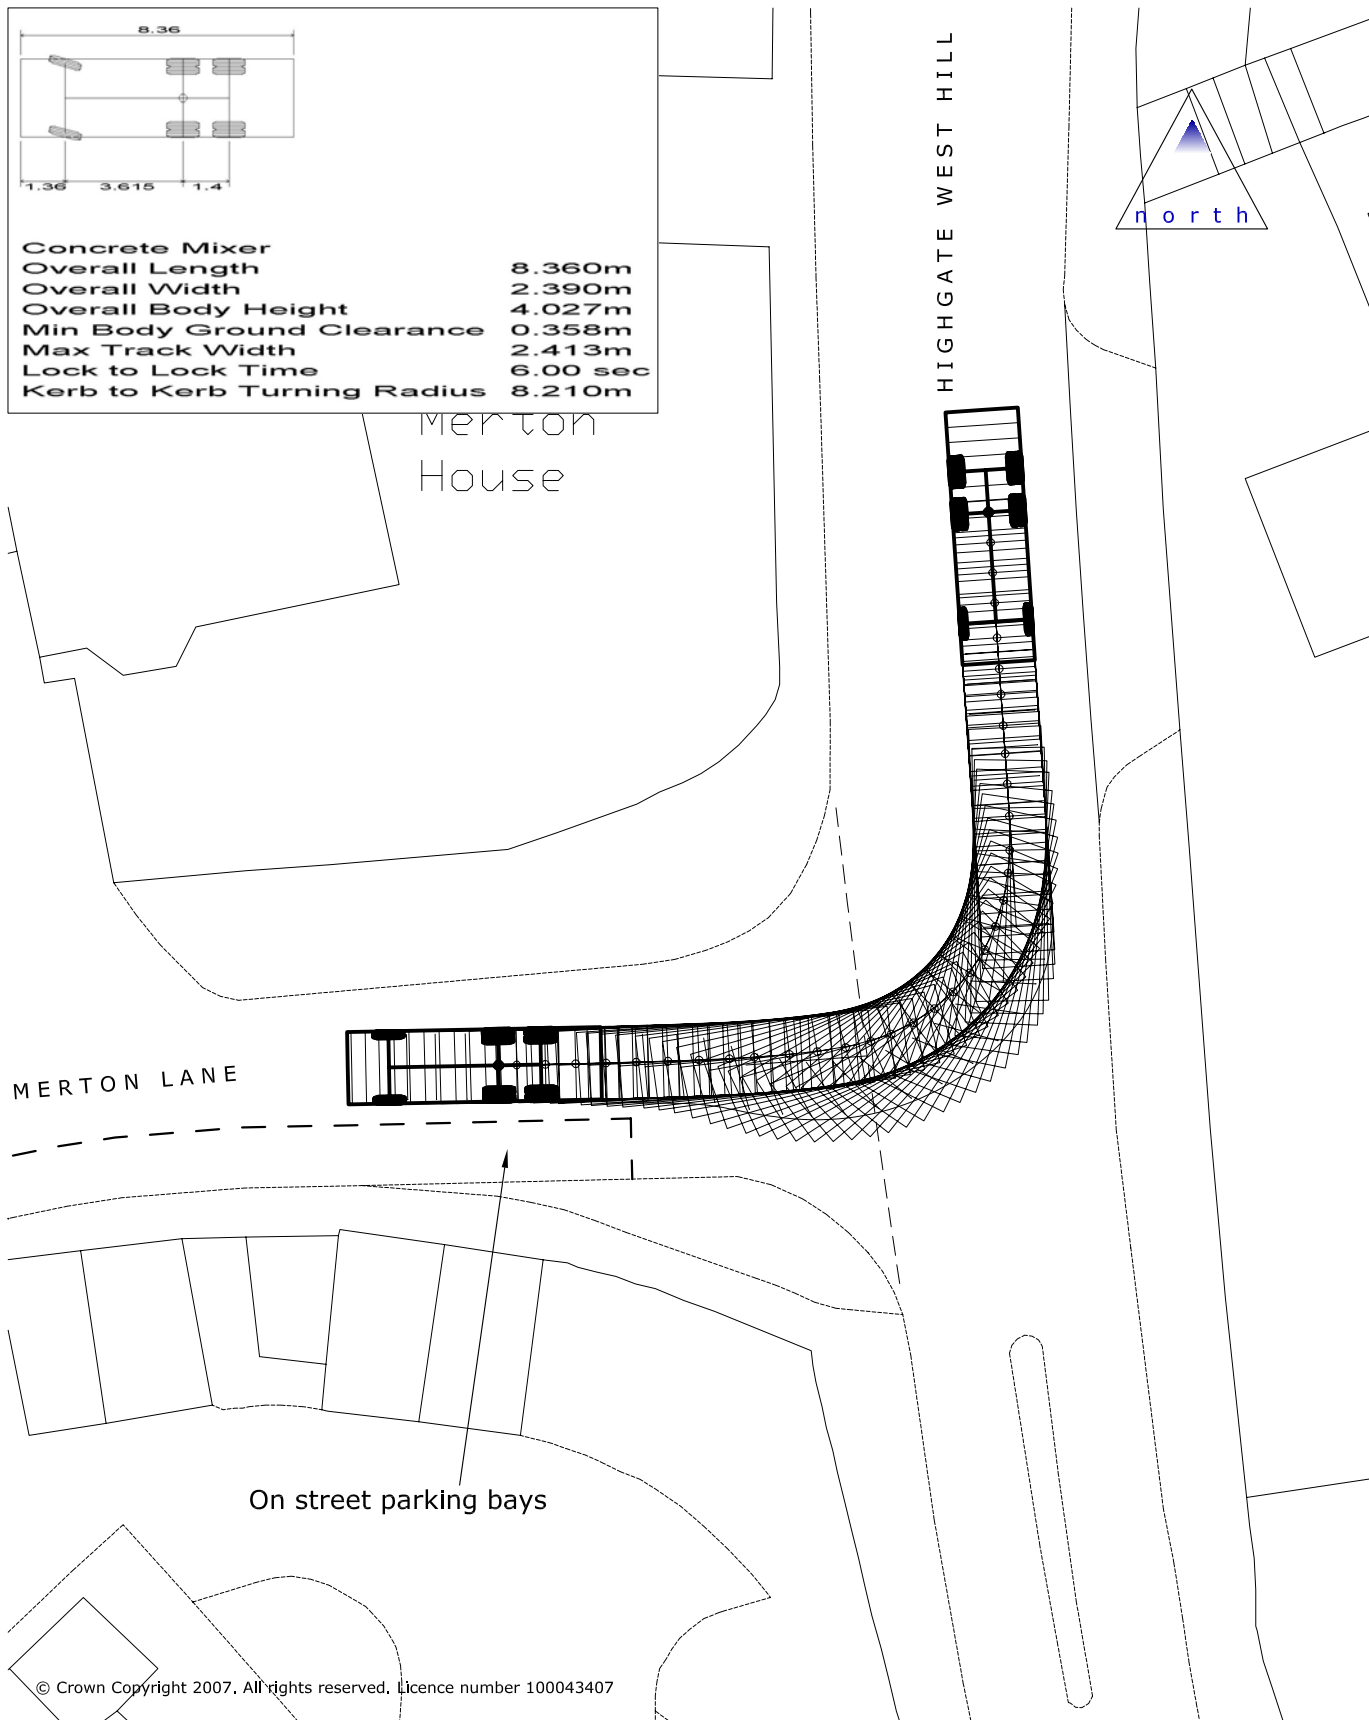 8.36
1.36 3.615 1.4
Concrete Mixer
Overall Length 8.360m
Overall Width 2.390m
Overall Body Height 4.027m
Min Body Ground Clearance 0.358m
Max Track Width 2.413m
Lock to Lock Time 6.00 sec
Kerb to Kerb Turning Radius 8.210m
HIGHGATE WEST HILL
north
Merton
House
MERTON LANE
On street parking bays
© Crown Copyright 2007. All rights reserved. Licence number 100043407